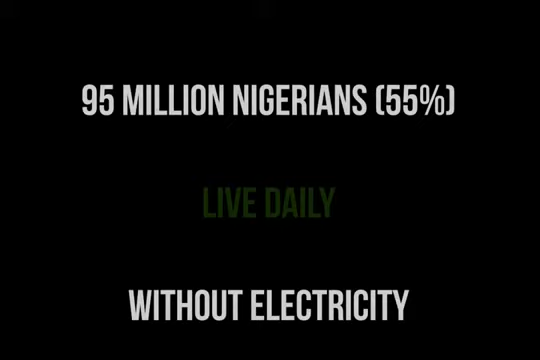 95 MILLION NIGERIANS (55%)
LIVE DAILY
WITHOUT ELECTRICITY